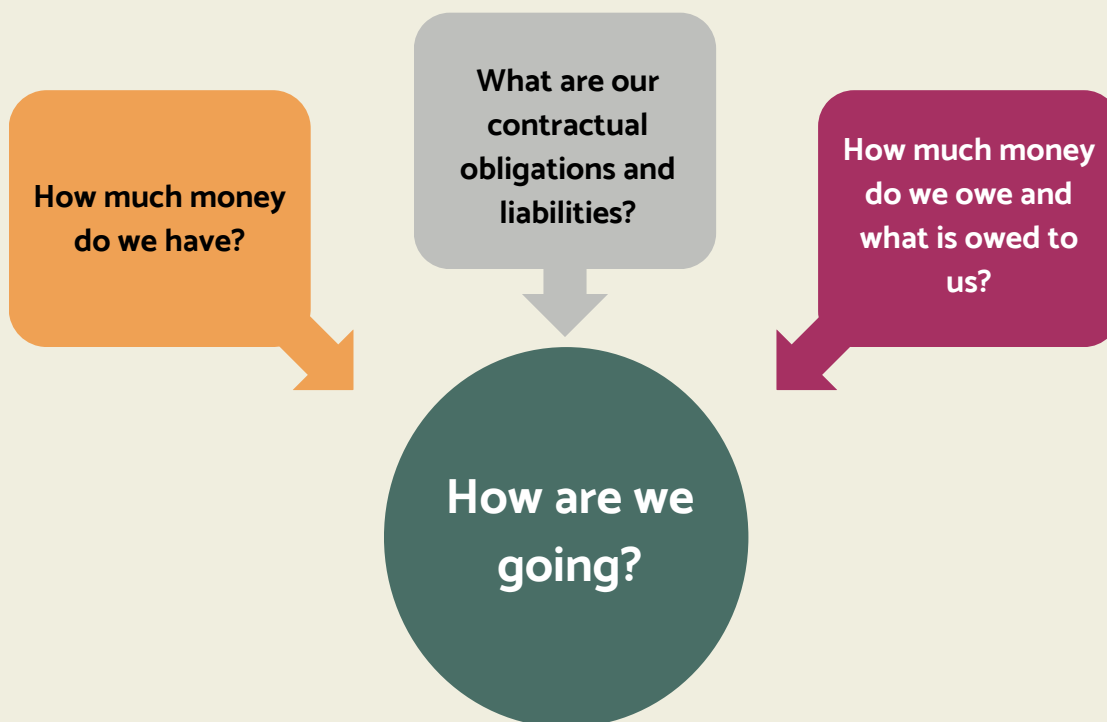 How much money
do we have?
What are our
contractual
obligations and
liabilities?
How much money
do we owe and
what is owed to
us?
How are we
going?